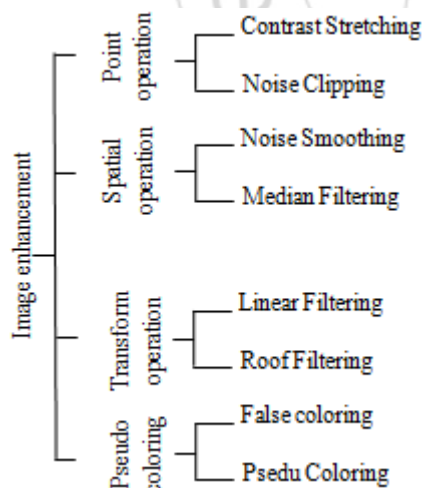 Image enhancement
Point
operation
Contrast Stretching
Noise Clipping
Spatial
operation
Noise Smoothing
Median Filtering
Transform
operation
Linear Filtering
Roof Filtering
Pseudo
coloring
False coloring
Psedu Coloring